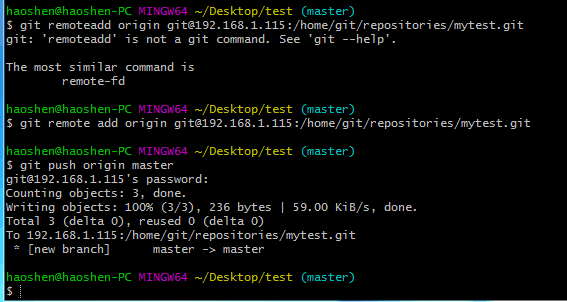 haoshen@haoshen-PC MINGW64 ~/Desktop/test (master)
$ git remoteadd origin git@192.168.1.115:/home/git/repositories/mytest.git
git: 'remoteadd' is not a git command. See 'git --help'.

The most similar command is
        remote-fd

haoshen@haoshen-PC MINGW64 ~/Desktop/test (master)
$ git remote add origin git@192.168.1.115:/home/git/repositories/mytest.git

haoshen@haoshen-PC MINGW64 ~/Desktop/test (master)
$ git push origin master
git@192.168.1.115's password:
Counting objects: 3, done.
Writing objects: 100% (3/3), 236 bytes | 59.00 KiB/s, done.
Total 3 (delta 0), reused 0 (delta 0)
To 192.168.1.115:/home/git/repositories/mytest.git
 * [new branch]      master -> master

haoshen@haoshen-PC MINGW64 ~/Desktop/test (master)
$